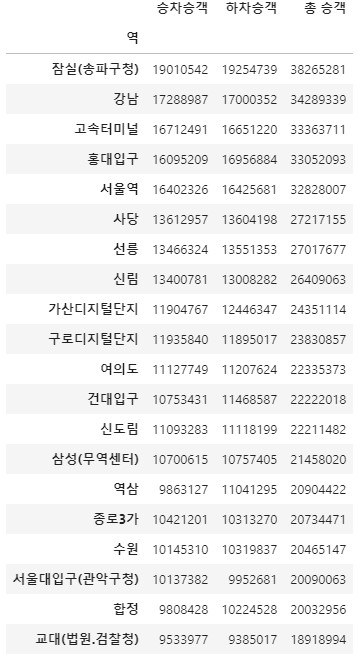 승차승객 하차승객 총 승객
역
잠실(송파구청) 19010542 19254739 38265281
강남 17288987 17000352 34289339
고속터미널 16712491 16651220 33363711
홍대입구 16095209 16956884 33052093
서울역 16402326 16425681 32828007
사당 13612957 13604198 27217155
선릉 13466324 13551353 27017677
신림 13400781 13008282 26409063
가산디지털단지 11904767 12446347 24351114
구로디지털단지 11935840 11895017 23830857
여의도 11127749 11207624 22335373
건대입구 10753431 11468587 22222018
신도림 11093283 11118199 22211482
삼성(무역센터) 10700615 10757405 21458020
역삼 9863127 11041295 20904422
종로3가 10421201 10313270 20734471
수원 10145310 10319837 20465147
서울대입구(관악구청) 10137382 9952681 20090063
합정 9808428 10224528 20032956
교대(법원.검찰청) 9533977 9385017 18918994